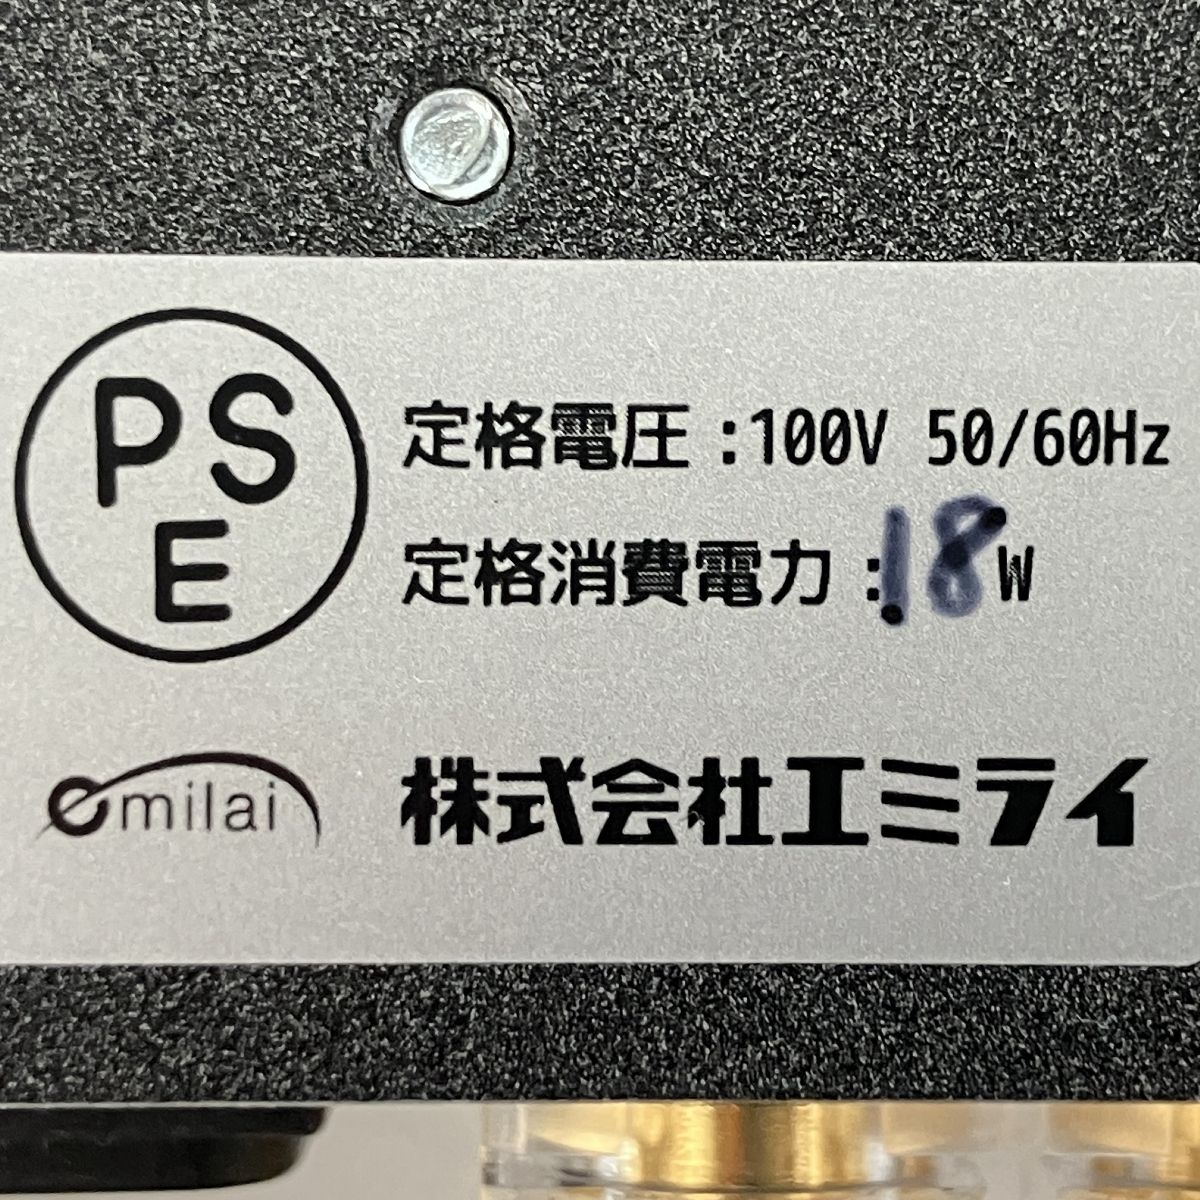 PS
E
定格電圧 :100V 50/60Hz
定格消費電力 :18W
emilai
株式会社エミライ